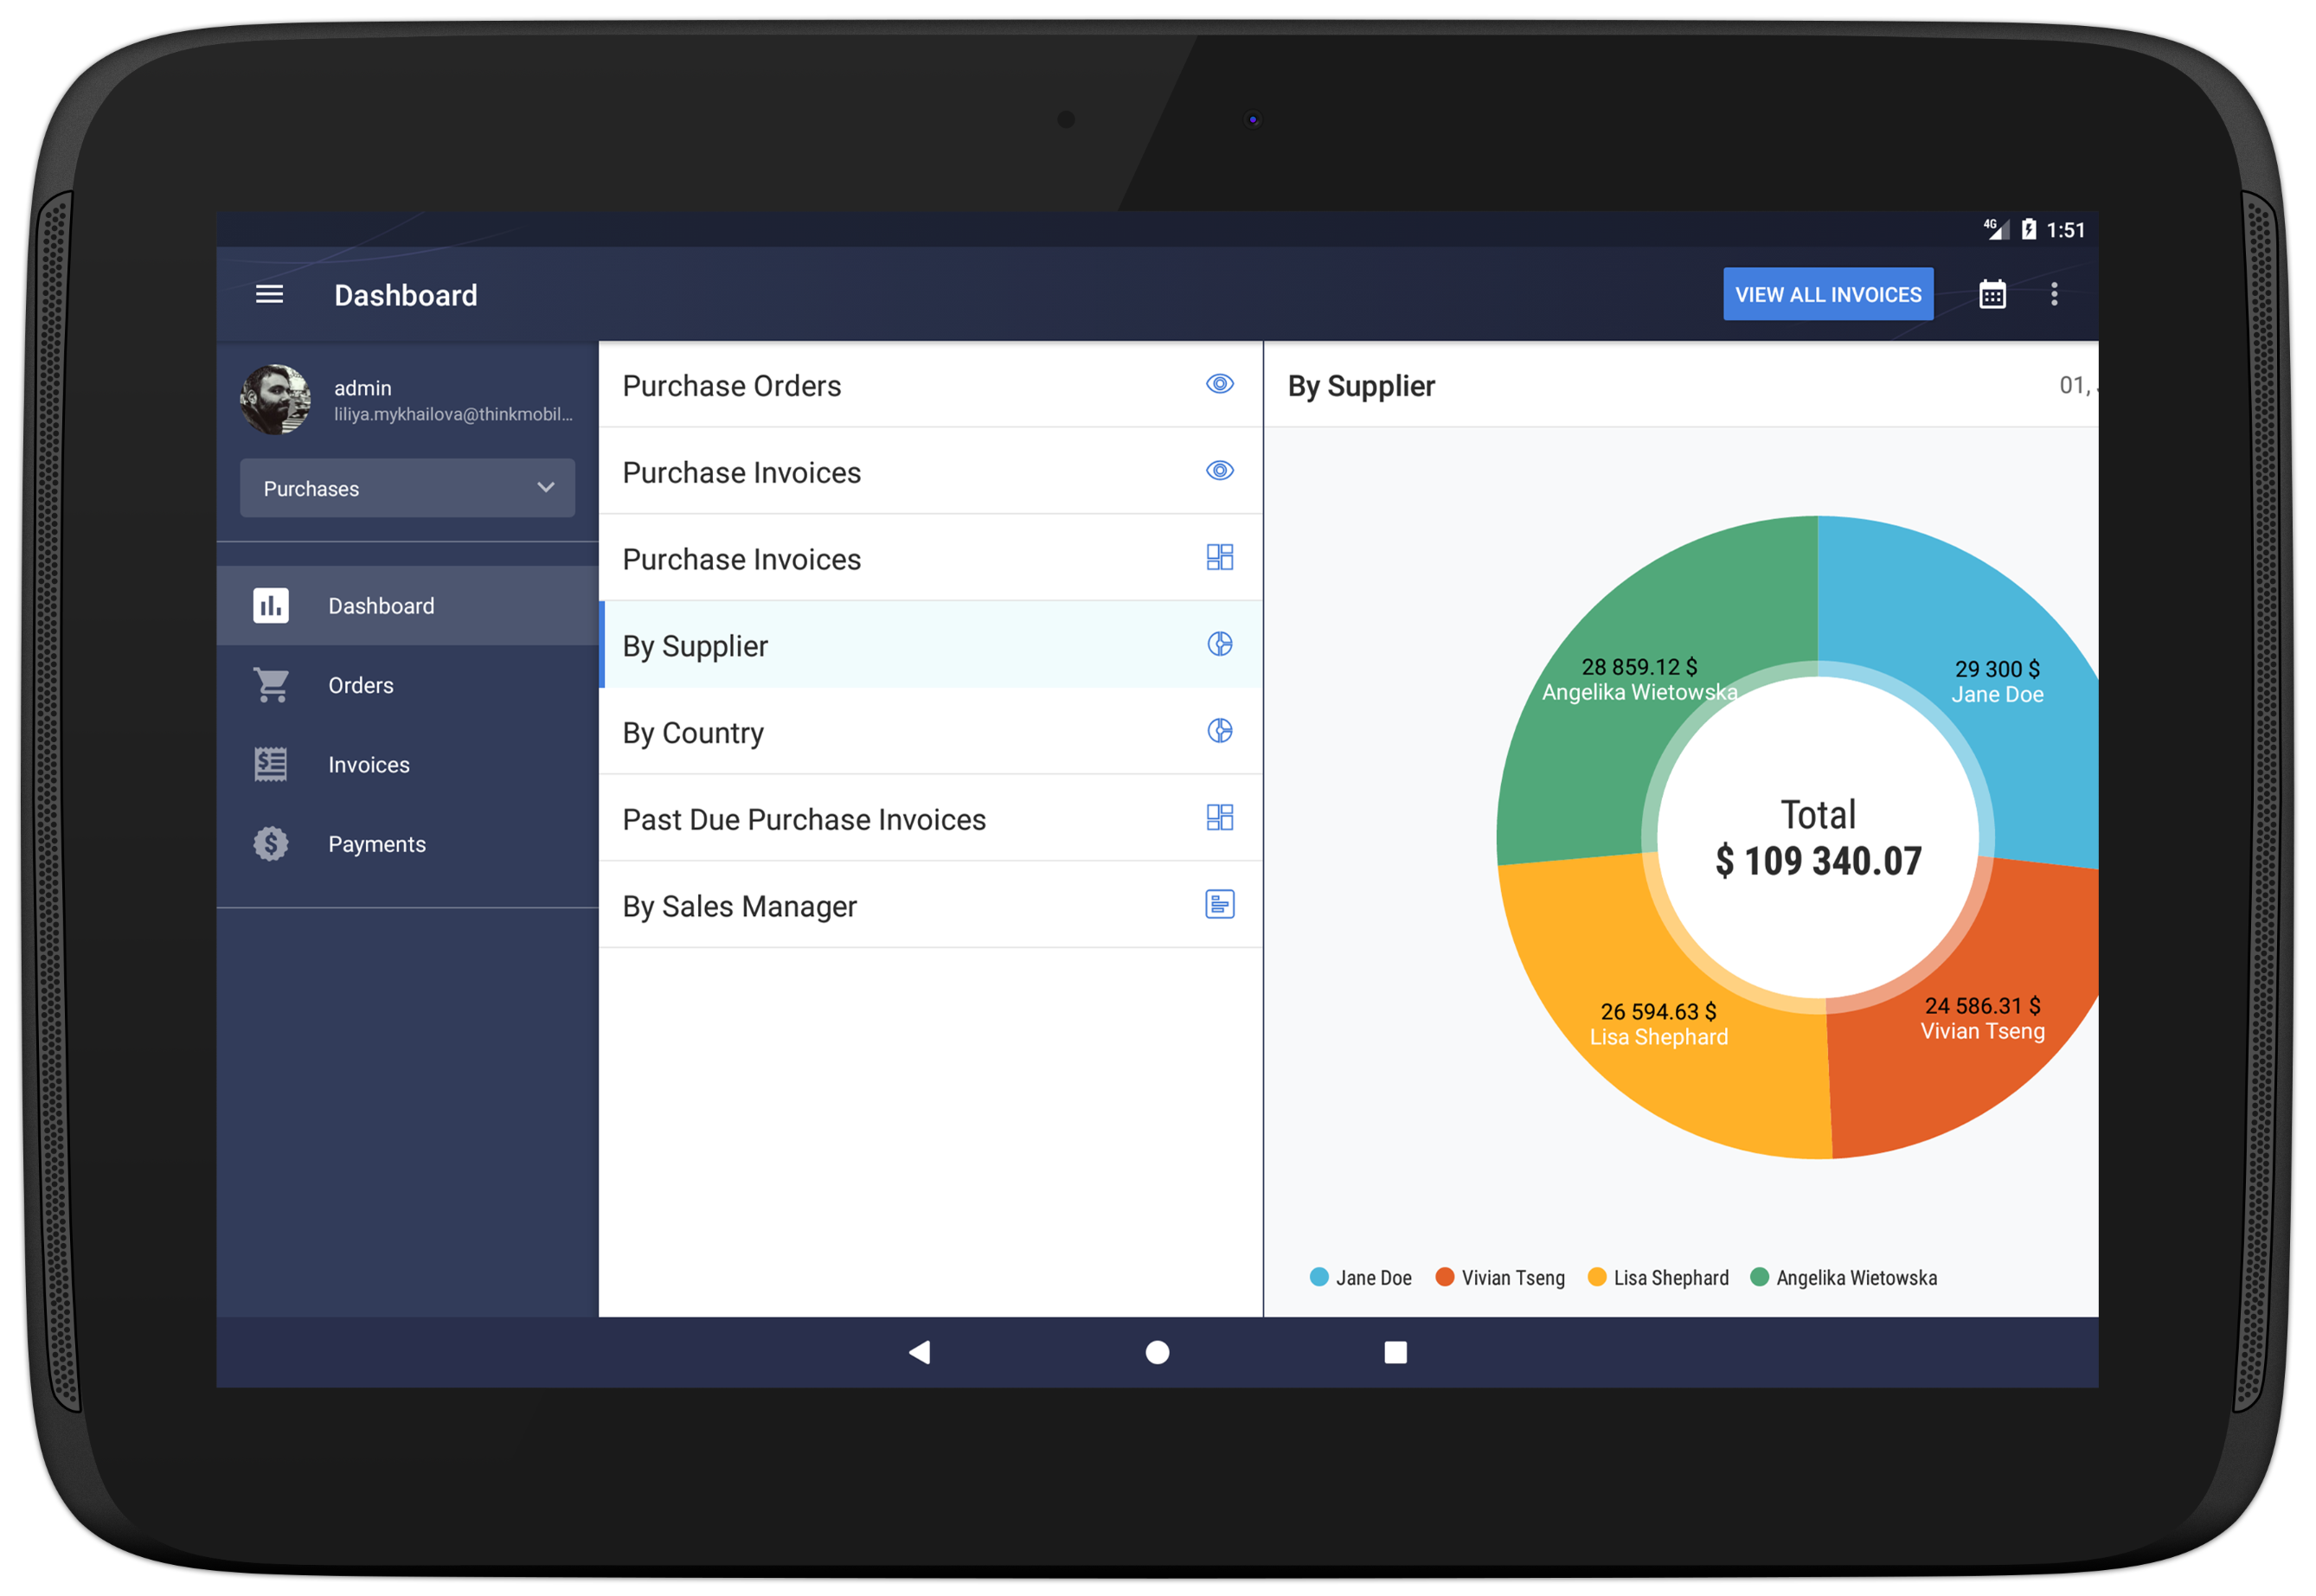 4G 1:51
Dashboard
VIEW ALL INVOICES
admin
liliya.mykhailova@thinkmobil...
Purchases
Dashboard
Orders
Invoices
Payments
Purchase Orders
Purchase Invoices
Purchase Invoices
By Supplier
By Country
Past Due Purchase Invoices
By Sales Manager
By Supplier
01,
28 859.12 $
Angelika Wietowska
29 300 $
Jane Doe
Total
$ 109 340.07
26 594.63 $
Lisa Shephard
24 586.31 $
Vivian Tseng
Jane Doe Vivian Tseng Lisa Shephard Angelika Wietowska